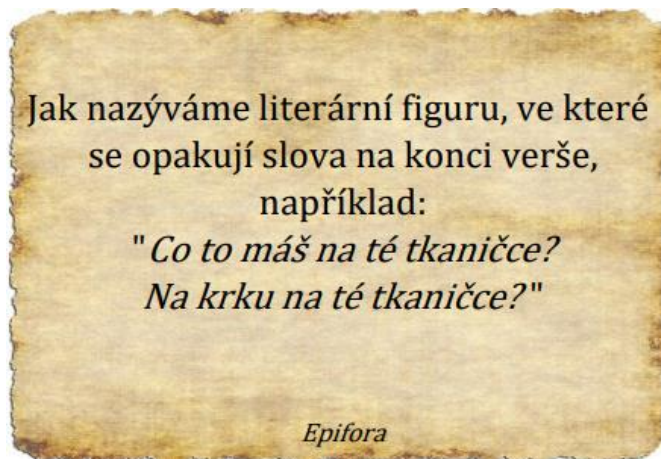 Jak nazýváme literární figuru, ve které
se opakují slova na konci verše,
například:
"Co to máš na té tkaničce?
Na krku na té tkaničce?"
Epifora